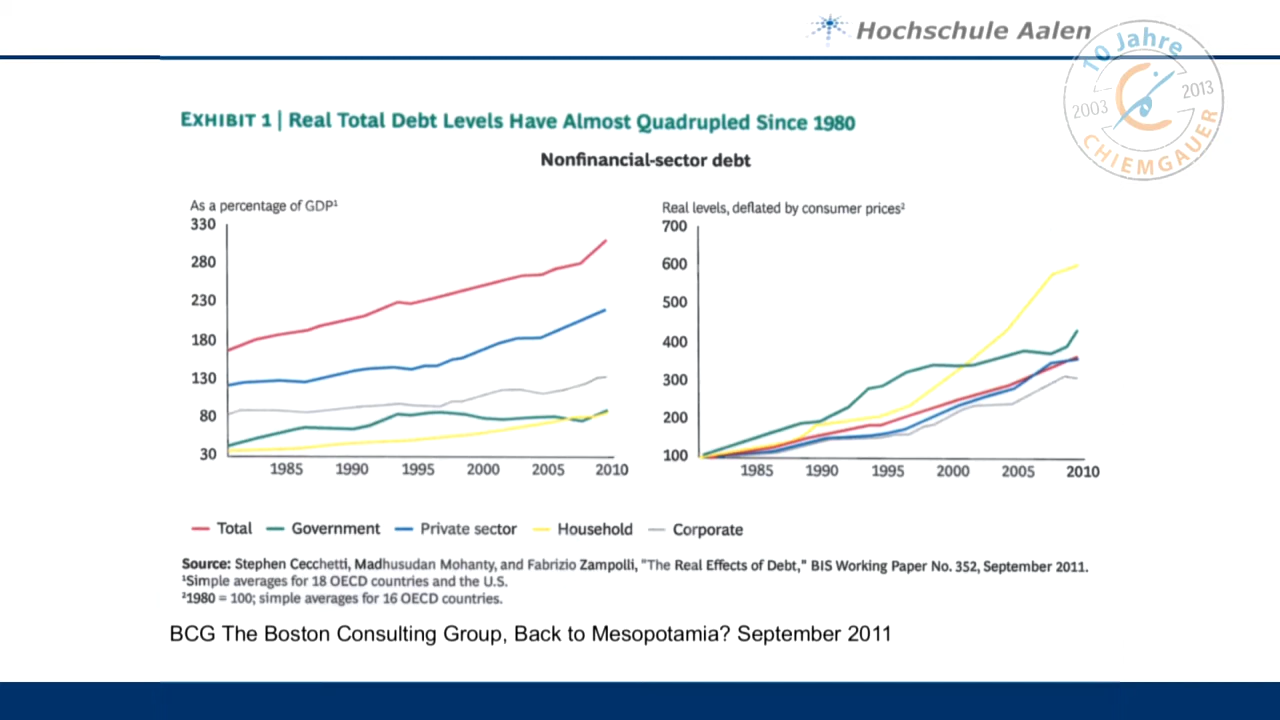 Hochschule Aalen
10 Jahre
2003 2013
CHIEMGAUER
EXHIBIT 1 | Real Total Debt Levels Have Almost Quadrupled Since 1980
Nonfinancial-sector debt
As a percentage of GDP¹
330
280
230
180
130
80
30
1985 1990 1995 2000 2005 2010
Real levels, deflated by consumer prices²
700
600
500
400
300
200
100
1985 1990 1995 2000 2005 2010
Total Government Private sector Household Corporate
Source: Stephen Cecchetti, Madhusudan Mohanty, and Fabrizio Zampolli, "The Real Effects of Debt," BIS Working Paper No. 352, September 2011.
¹Simple averages for 18 OECD countries and the U.S.
²1980 = 100; simple averages for 16 OECD countries.
BCG The Boston Consulting Group, Back to Mesopotamia? September 2011